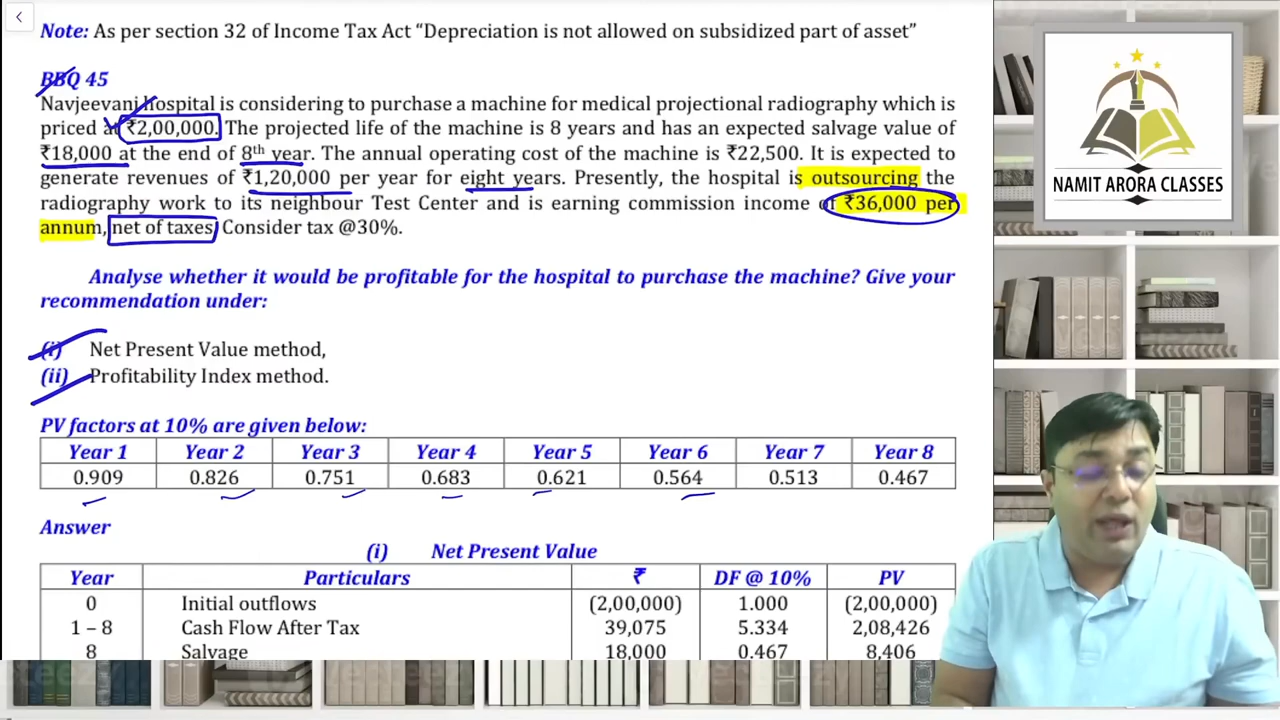 Note: As per section 32 of Income Tax Act “Depreciation is not allowed on subsidized part of asset”
BBQ 45
Navjeevani hospital is considering to purchase a machine for medical projectional radiography which is
priced at ₹2,00,000. The projected life of the machine is 8 years and has an expected salvage value of
₹18,000 at the end of 8th year. The annual operating cost of the machine is ₹22,500. It is expected to
generate revenues of ₹1,20,000 per year for eight years. Presently, the hospital is outsourcing the
radiography work to its neighbour Test Center and is earning commission income of ₹36,000 per
annum, net of taxes. Consider tax @30%.
Analyse whether it would be profitable for the hospital to purchase the machine? Give your
recommendation under:
(i) Net Present Value method,
(ii) Profitability Index method.
PV factors at 10% are given below:
Year 1 Year 2 Year 3 Year 4 Year 5 Year 6 Year 7 Year 8
0.909 0.826 0.751 0.683 0.621 0.564 0.513 0.467
Answer
(i) Net Present Value
Year Particulars ₹ DF @ 10% PV
0 Initial outflows (2,00,000) 1.000 (2,00,000)
1 – 8 Cash Flow After Tax 39,075 5.334 2,08,426
8 Salvage 18,000 0.467 8,406
NAMIT ARORA CLASSES